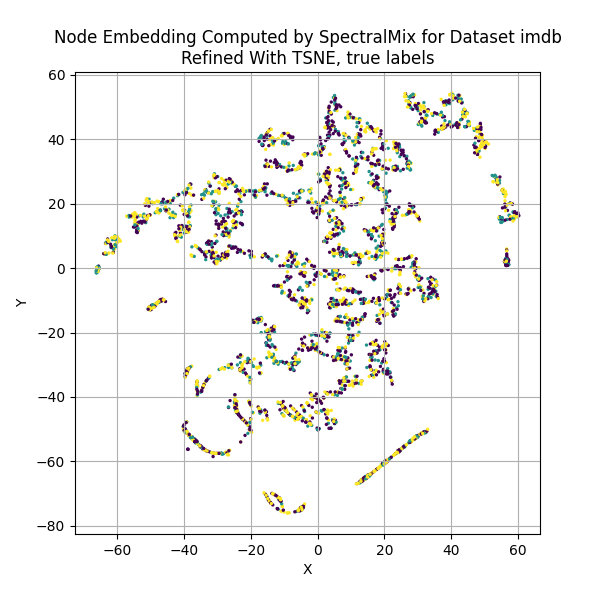 Node Embedding Computed by SpectralMix for Dataset imdb
Refined With TSNE, true labels
60
40
20
0
−20
−40
−60
−80
Y
−60 −40 −20 0 20 40 60
X